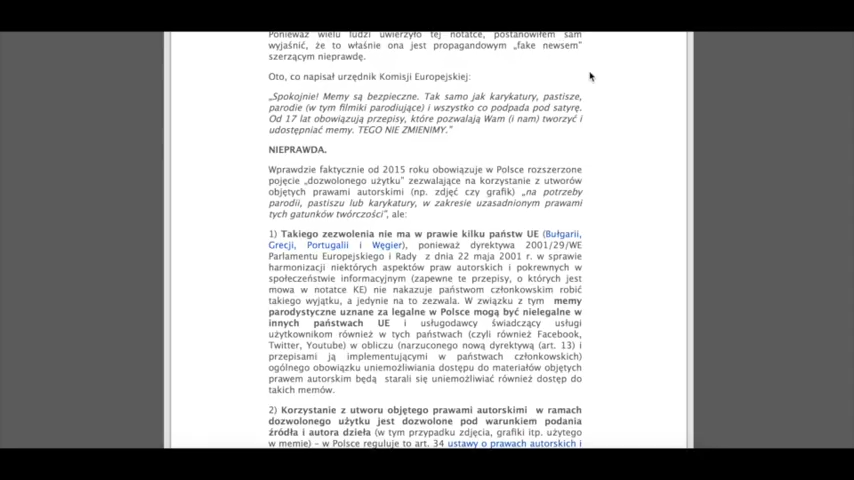 Ponieważ wielu ludzi uwierzyło tej notatce, postanowiłem sam
wyjaśnić, że to właśnie ona jest propagandowym „fake newsem”
szerzącym nieprawdę.
Oto, co napisał urzędnik Komisji Europejskiej:
„Spokojnie! Memy są bezpieczne. Tak samo jak karykatury, pastisze,
parodie (w tym filmiki parodiujące) i wszystko co podpada pod satyrę.
Od 17 lat obowiązują przepisy, które pozwalają Wam (i nam) tworzyć i
udostępniać memy. TEGO NIE ZMIENIMY.”
NIEPRAWDA.
Wprawdzie faktycznie od 2015 roku obowiązuje w Polsce rozszerzone
pojęcie „dozwolonego użytku” zezwalające na korzystanie z utworów
objętych prawami autorskimi (np. zdjęć czy grafik) „na potrzeby
parodii, pastiszu lub karykatury, w zakresie uzasadnionym prawami
tych gatunków twórczości”, ale:
1) Takiego zezwolenia nie ma w prawie kilku państw UE (Bułgarii,
Grecji, Portugalii i Węgier), ponieważ dyrektywa 2001/29/WE
Parlamentu Europejskiego i Rady z dnia 22 maja 2001 r. w sprawie
harmonizacji niektórych aspektów praw autorskich i pokrewnych w
społeczeństwie informacyjnym (zapewne te przepisy, o których jest
mowa w notatce KE) nie nakazuje państwom członkowskim robić
takiego wyjątku, a jedynie na to zezwala. W związku z tym memy
parodystyczne uznane za legalne w Polsce mogą być nielegalne w
innych państwach UE i usługodawcy świadczący usługi
użytkownikom również w tych państwach (czyli również Facebook,
Twitter, Youtube) w obliczu (narzuconego nową dyrektywą (art. 13) i
przepisami ją implementującymi w państwach członkowskich)
ogólnego obowiązku uniemożliwiania dostępu do materiałów objętych
prawem autorskim będą starali się uniemożliwiać również dostęp do
takich memów.
2) Korzystanie z utworu objętego prawami autorskimi w ramach
dozwolonego użytku jest dozwolone pod warunkiem podania
źródła i autora dzieła (w tym przypadku zdjęcia, grafiki itp. użytego
w memie) – w Polsce reguluje to art. 34 ustawy o prawach autorskich i